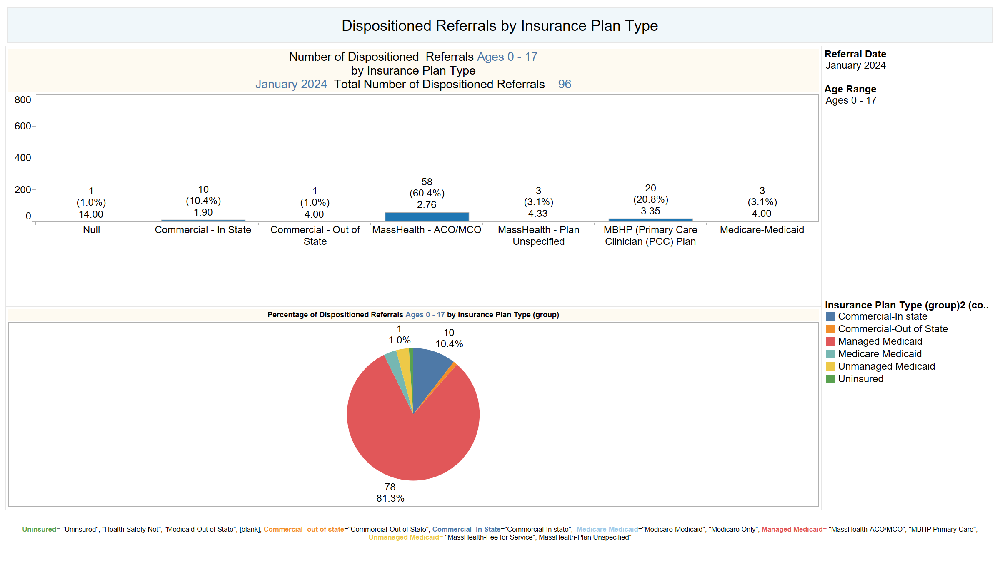 Dispositioned Referrals by Insurance Plan Type
Number of Dispositioned  Referrals Ages 0 - 17
by Insurance Plan Type
January 2024  Total Number of Dispositioned Referrals – 96
Referral Date
January 2024
Age Range
Ages 0 - 17
800
600
400
200
0
1
(1.0%)
14.00
10
(10.4%)
1.90
1
(1.0%)
4.00
58
(60.4%)
2.76
3
(3.1%)
4.33
20
(20.8%)
3.35
3
(3.1%)
4.00
Null
Commercial - In State
Commercial - Out of
State
MassHealth - ACO/MCO
MassHealth - Plan
Unspecified
MBHP (Primary Care
Clinician (PCC) Plan
Medicare-Medicaid
Percentage of Dispositioned Referrals Ages 0 - 17 by Insurance Plan Type (group)
1
1.0%
10
10.4%
78
81.3%
Insurance Plan Type (group)2 (co..
Commercial-In state
Commercial-Out of State
Managed Medicaid
Medicare Medicaid
Unmanaged Medicaid
Uninsured
Uninsured= "Uninsured", "Health Safety Net", "Medicaid-Out of State", [blank]; Commercial- out of state="Commercial-Out of State"; Commercial- In State="Commercial-In state",  Medicare-Medicaid="Medicare-Medicaid", "Medicare Only"; Managed Medicaid= "MassHealth-ACO/MCO", "MBHP Primary Care";
Unmanaged Medicaid= "MassHealth-Fee for Service", MassHealth-Plan Unspecified"